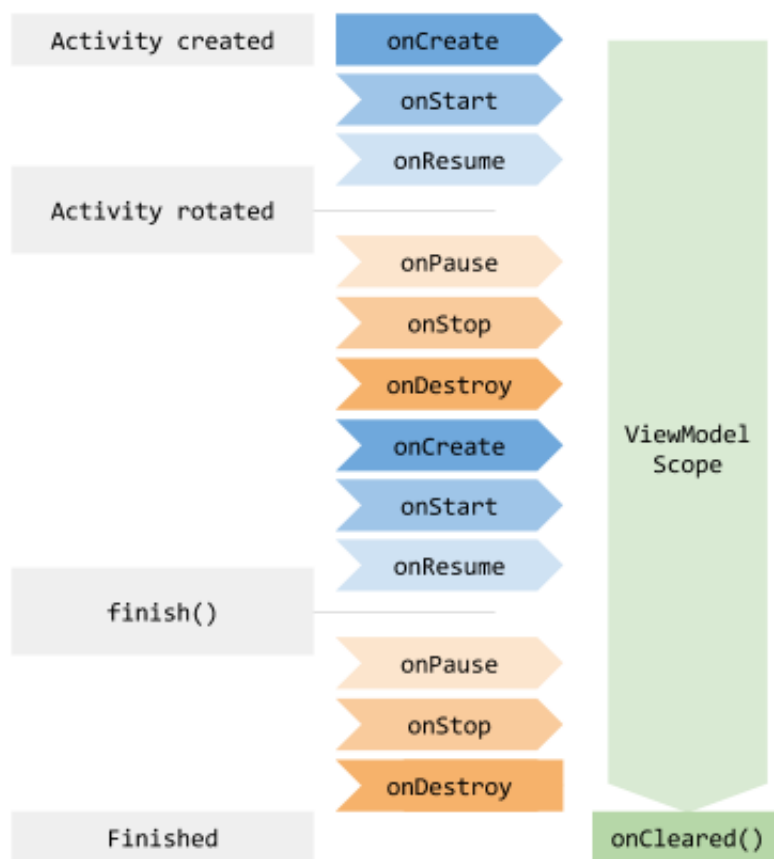 Activity created
onCreate
onStart
onResume
Activity rotated
onPause
onStop
onDestroy
onCreate
onStart
onResume
finish()
onPause
onStop
onDestroy
Finished
ViewModel
Scope
onCleared()